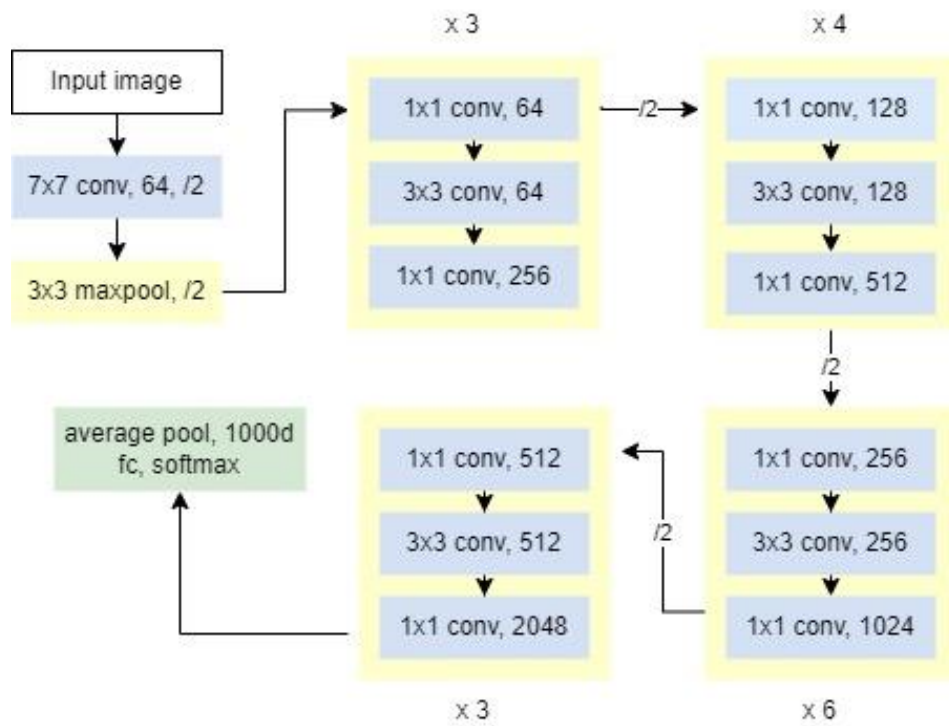 Input image
7x7 conv, 64, /2
3x3 maxpool, /2
x 3
1x1 conv, 64
3x3 conv, 64
1x1 conv, 256
/2
x 4
1x1 conv, 128
3x3 conv, 128
1x1 conv, 512
/2
1x1 conv, 256
3x3 conv, 256
1x1 conv, 1024
x 6
/2
1x1 conv, 512
3x3 conv, 512
1x1 conv, 2048
x 3
average pool, 1000d
fc, softmax